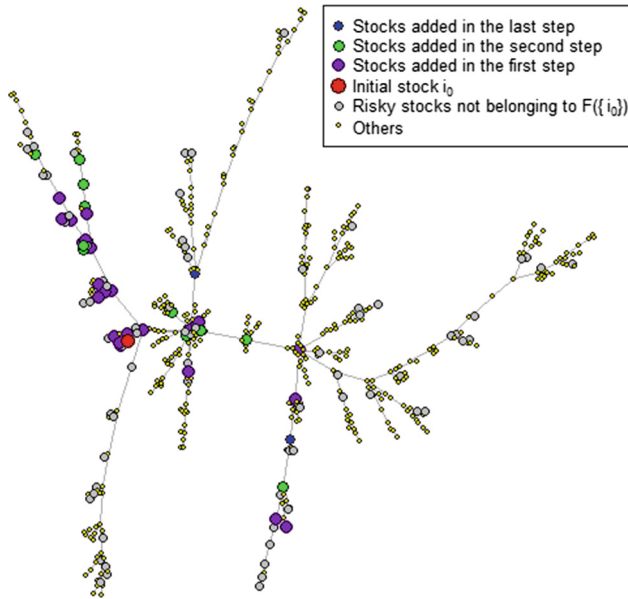 Stocks added in the last step
Stocks added in the second step
Stocks added in the first step
Initial stock i₀
Risky stocks not belonging to F({ i₀})
Others